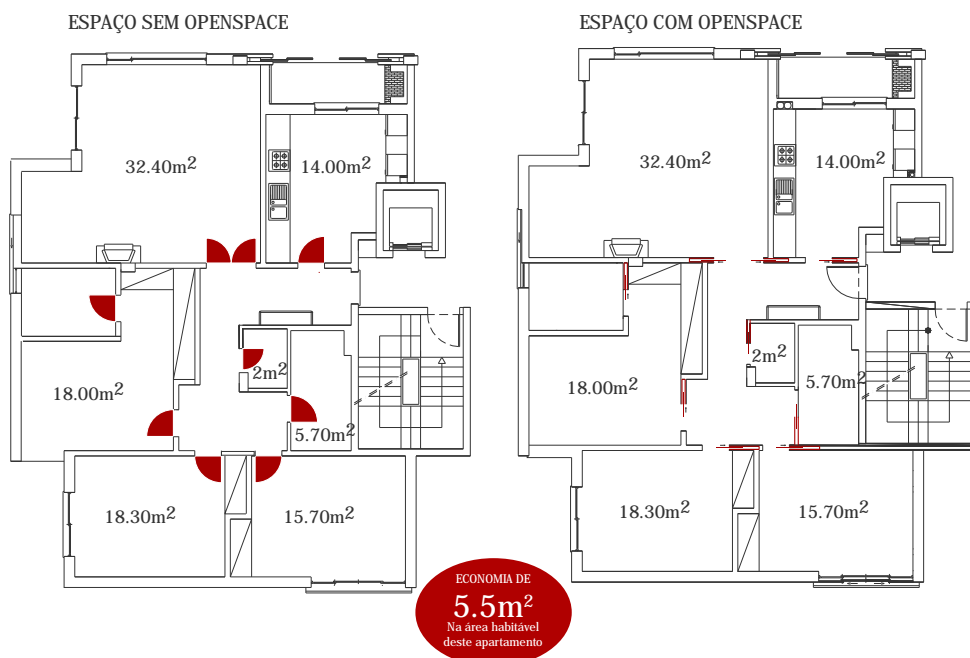 ESPAÇO SEM OPENSPACE
32.40m²
14.00m²
18.00m²
2m²
5.70m²
18.30m²
15.70m²
ESPAÇO COM OPENSPACE
32.40m²
14.00m²
18.00m²
2m²
5.70m²
18.30m²
15.70m²
ECONOMIA DE
5.5m²
Na área habitável
deste apartamento